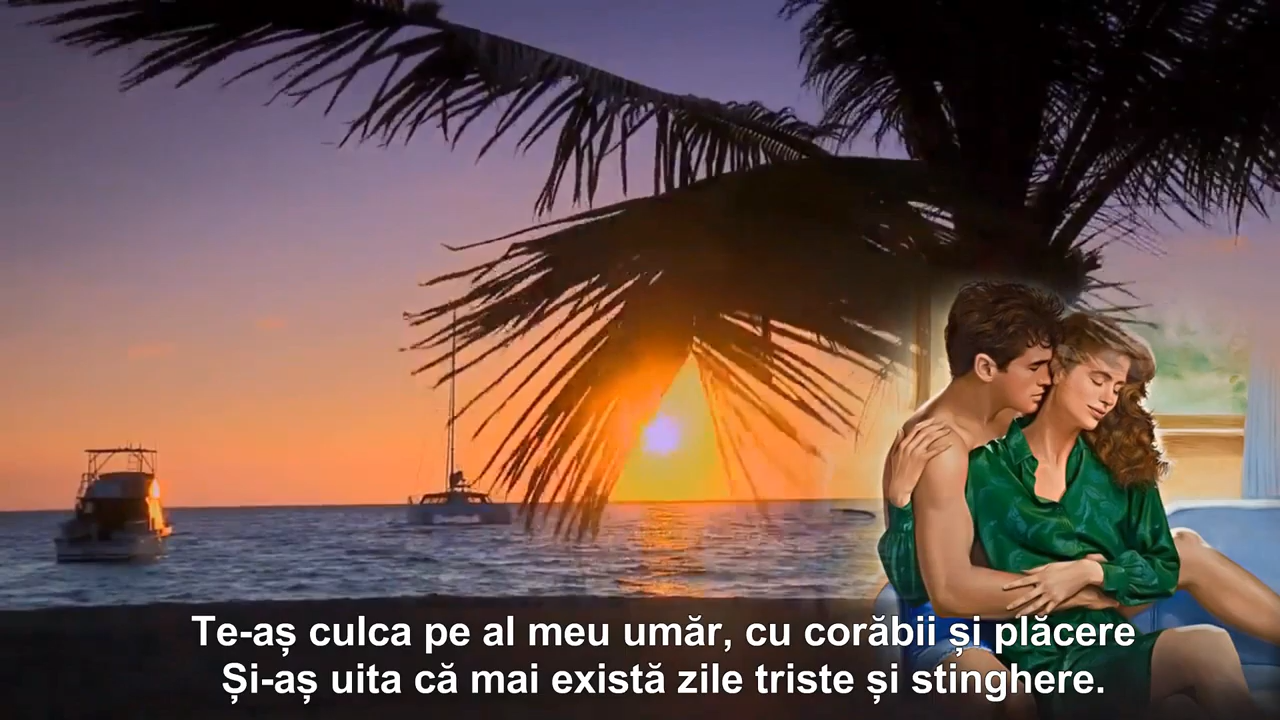 Te-aș culca pe al meu umăr, cu corăbii și plăcere
Și-aș uita că mai există zile triste și stinghere.